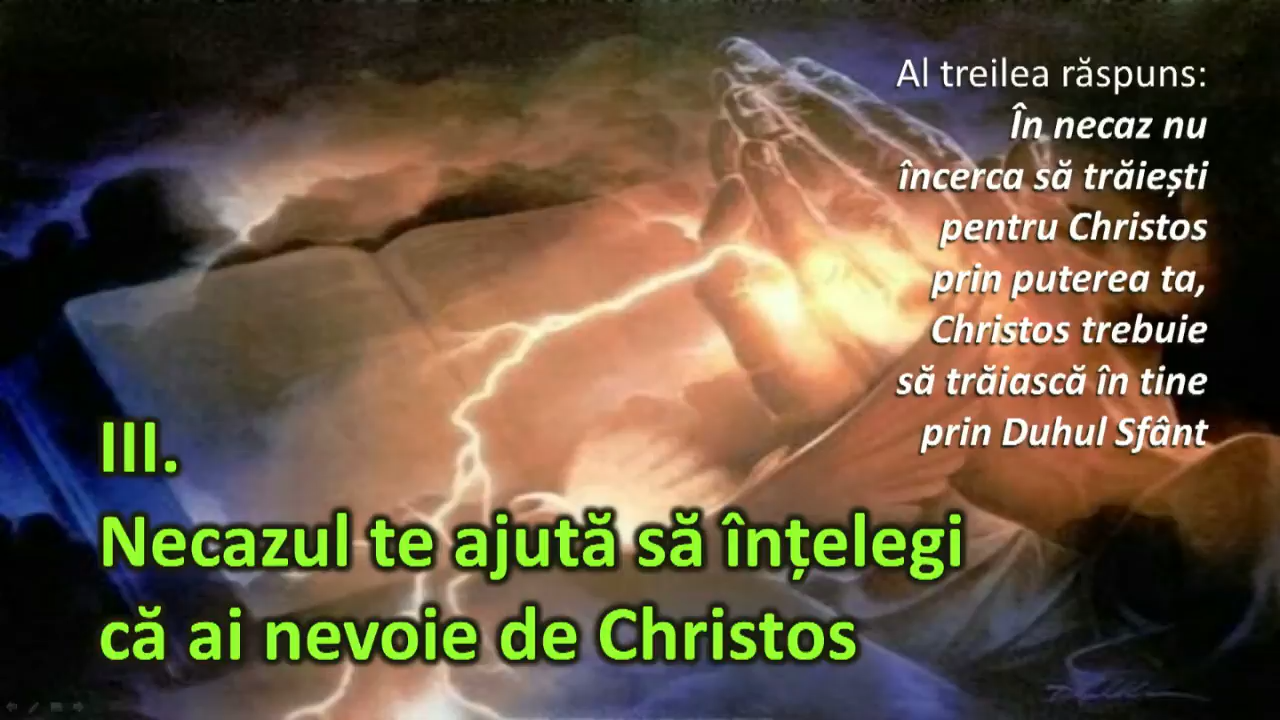 Al treilea răspuns:
În necaz nu
încerca să trăiești
pentru Christos
prin puterea ta,
Christos trebuie
să trăiască în tine
prin Duhul Sfânt
III.
Necazul te ajută să înțelegi
că ai nevoie de Christos